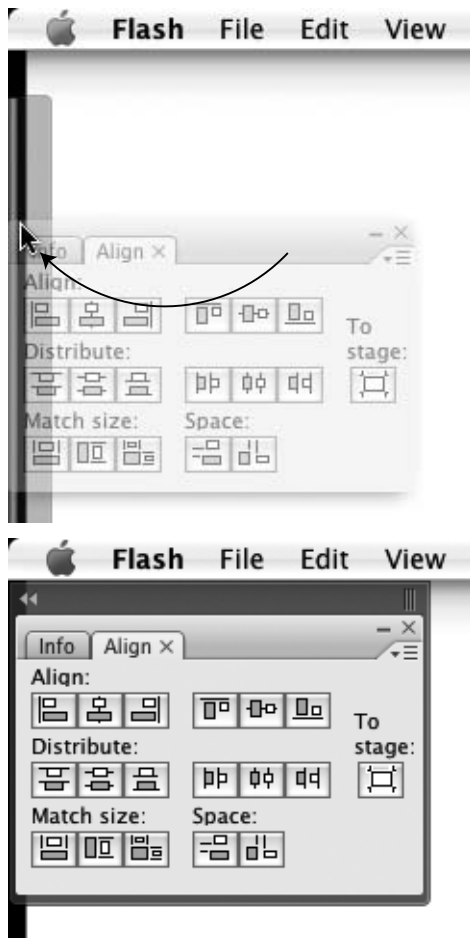 Flash File Edit View
Info Align ×
Align:
To
Distribute:
stage:
Match size: Space:
Flash File Edit View
Info Align ×
Align:
To
Distribute:
stage:
Match size: Space: